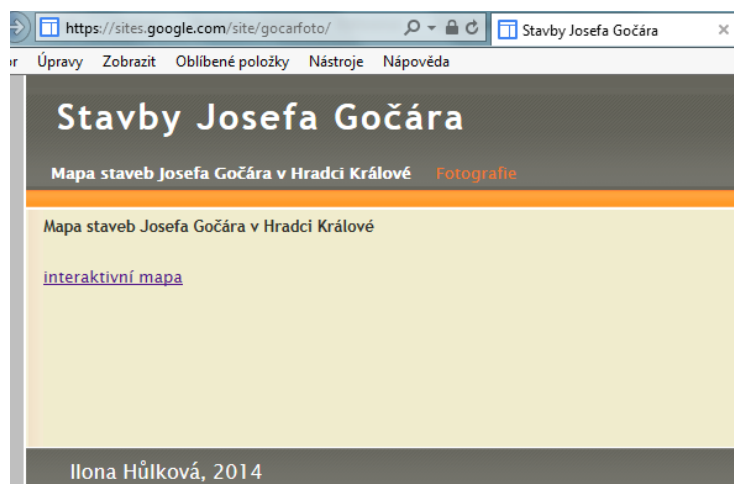 https://sites.google.com/site/gocarfoto/ Stavby Josefa Gočára
Úpravy Zobrazit Oblíbené položky Nástroje Nápověda
Stavby Josefa Gočára
Mapa staveb Josefa Gočára v Hradci Králové Fotografie
Mapa staveb Josefa Gočára v Hradci Králové
interaktivní mapa
Ilona Hůlková, 2014